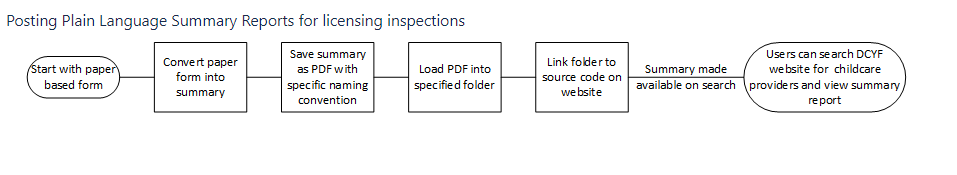 Posting Plain Language Summary Reports for licensing inspections
Start with paper
based form
Convert paper
form into
summary
Save summary
as PDF with
specific naming
convention
Load PDF into
specified folder
Link folder to
source code on
website
Summary made
available on search
Users can search DCYF
website for childcare
providers and view summary
report